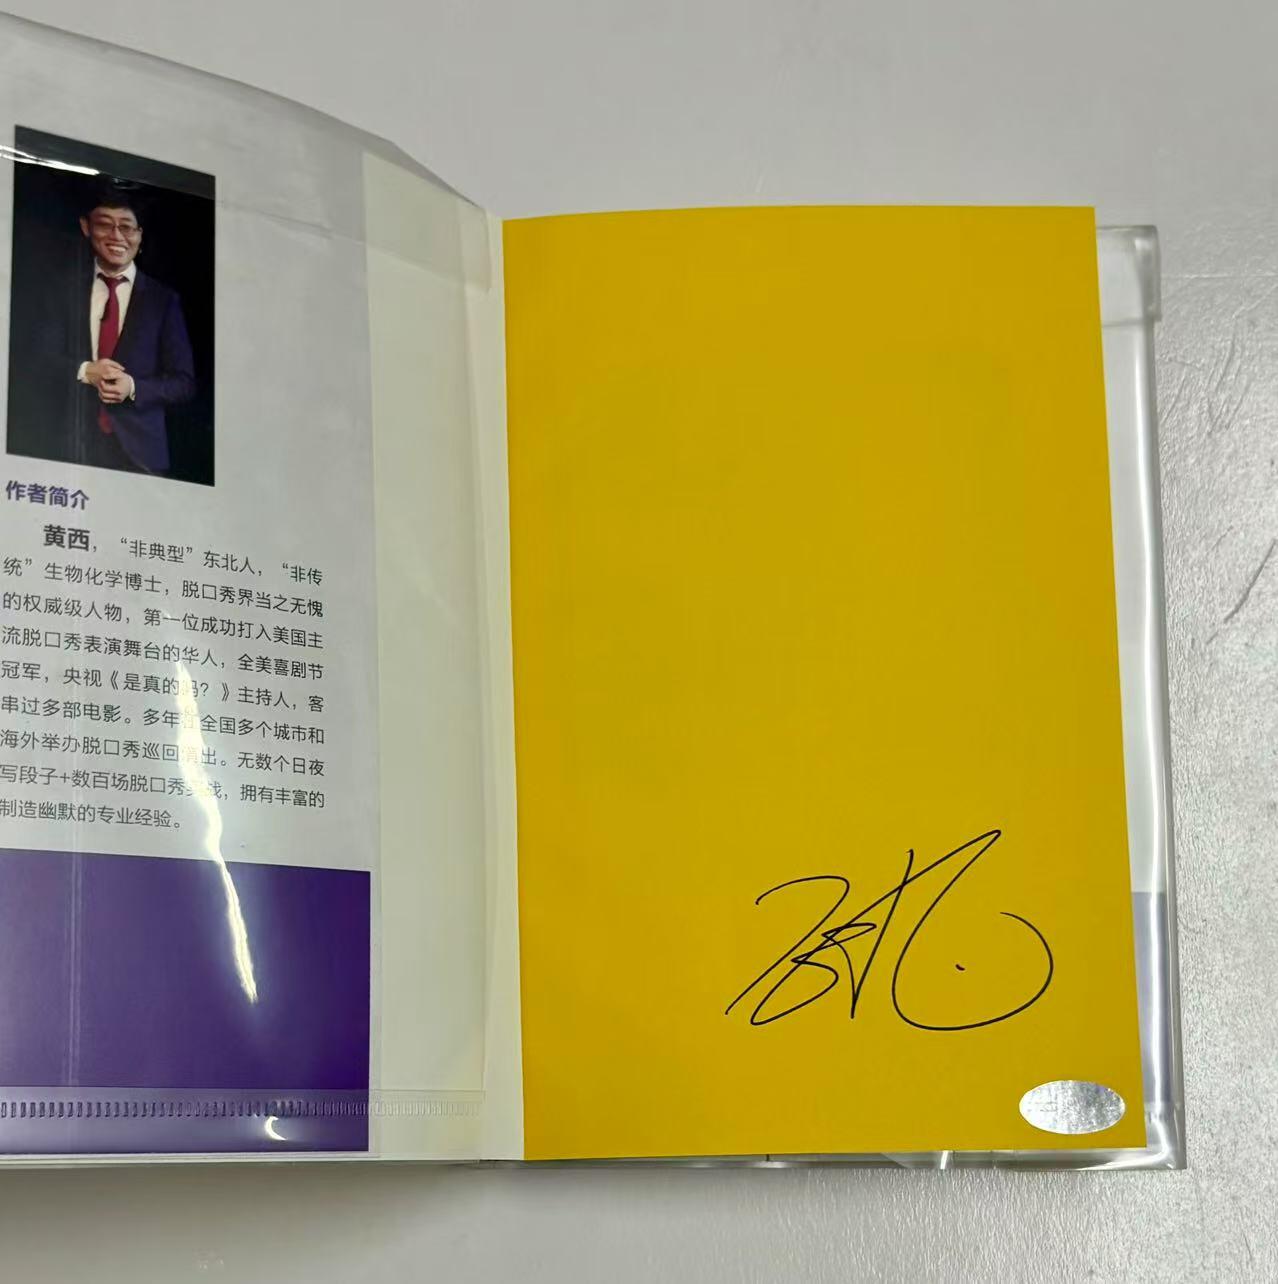 作者简介
黄西，“非典型”东北人，“非传
统”生物化学博士，脱口秀界当之无愧
的权威级人物，第一位成功打入美国主
流脱口秀表演舞台的华人，全美喜剧节
冠军，央视《是真的吗？》主持人，客
串过多部电影。多年在全国多个城市和
海外举办脱口秀巡回演出。无数个日夜
写段子+数百场脱口秀实战，拥有丰富的
制造幽默的专业经验。